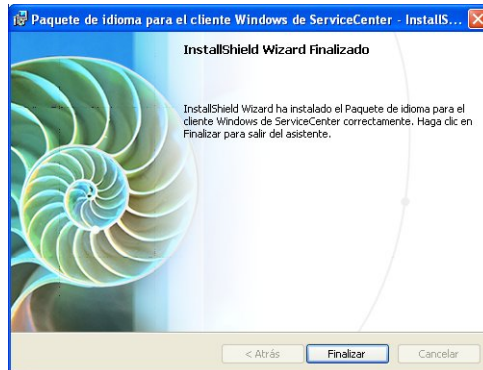 Paquete de idioma para el cliente Windows de ServiceCenter - InstallS...
InstallShield Wizard Finalizado
InstallShield Wizard ha instalado el Paquete de idioma para el
cliente Windows de ServiceCenter correctamente. Haga clic en
Finalizar para salir del asistente.
< Atrás
Finalizar
Cancelar